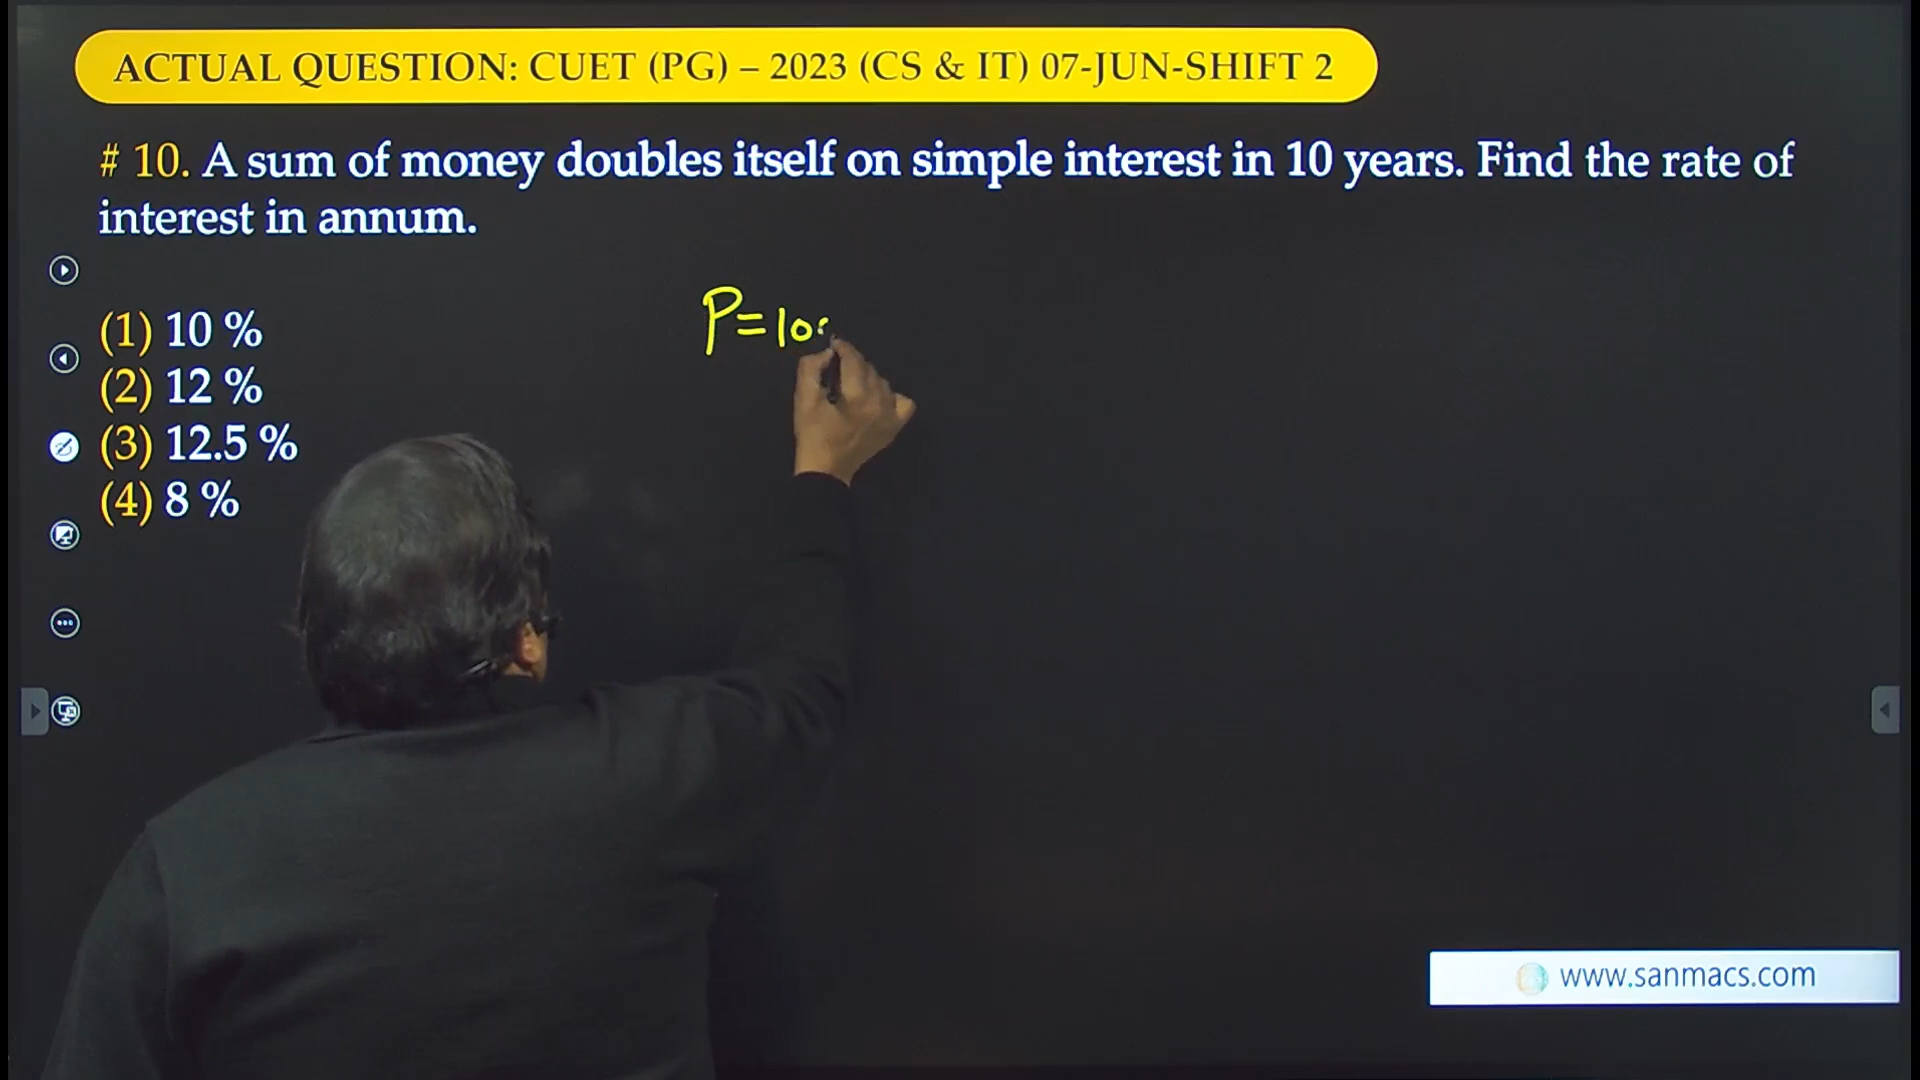 ACTUAL QUESTION: CUET (PG) – 2023 (CS & IT) 07-JUN-SHIFT 2
# 10. A sum of money doubles itself on simple interest in 10 years. Find the rate of
interest in annum.
P=100
(1) 10 %
(2) 12 %
(3) 12.5 %
(4) 8 %
www.sanmacs.com